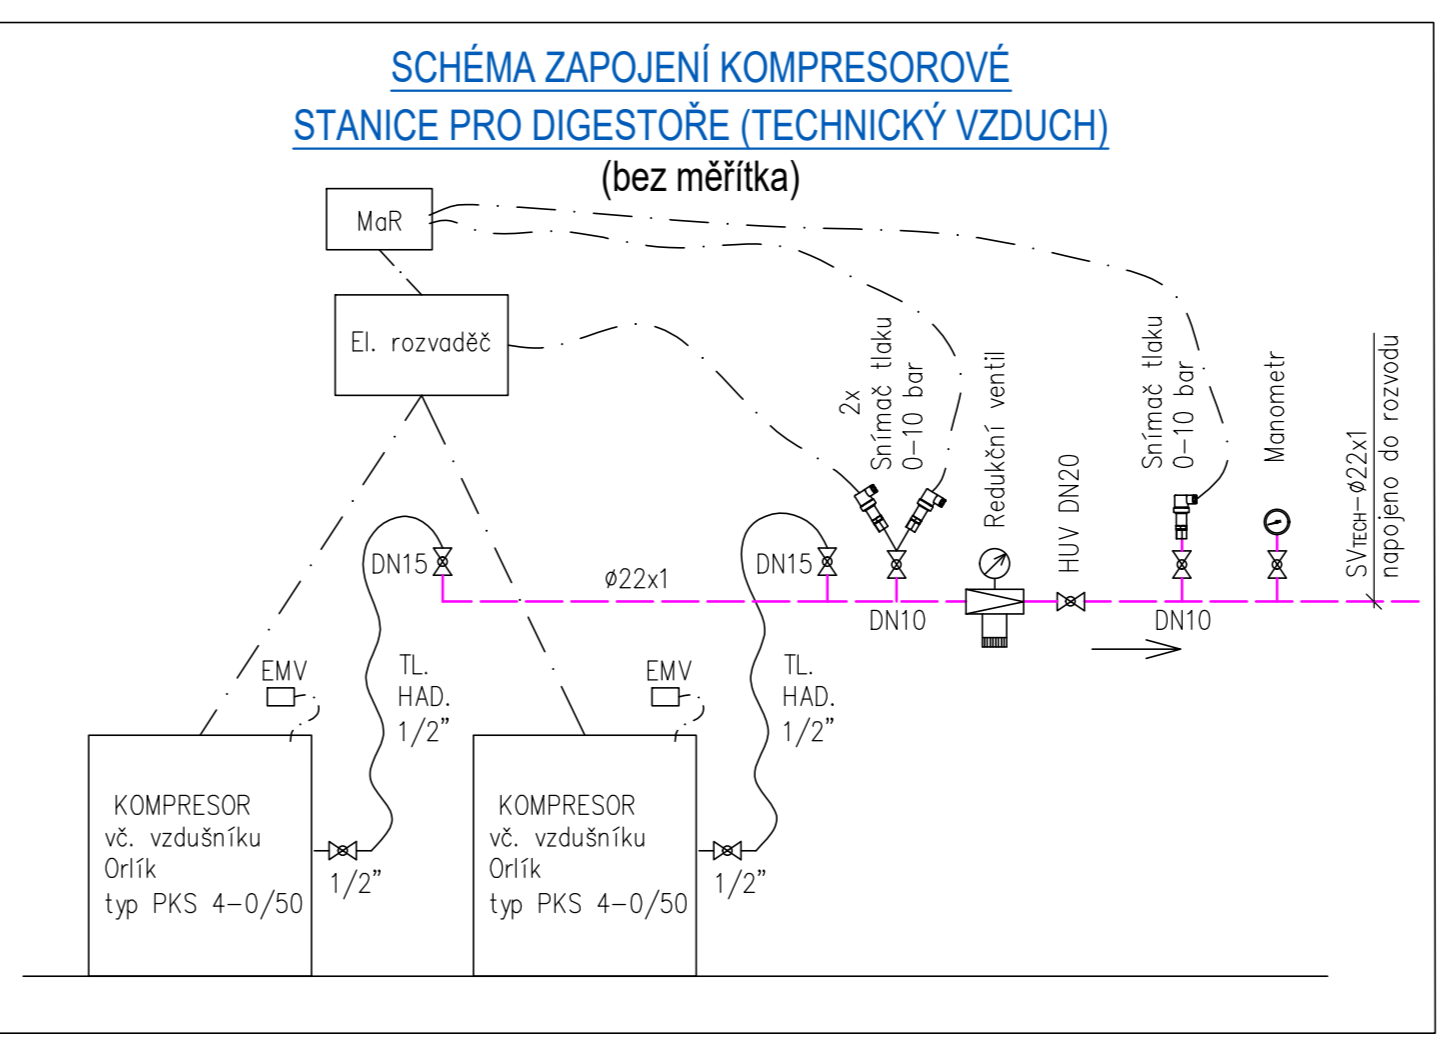 SCHÉMA ZAPOJENÍ KOMPRESOROVÉ
STANICE PRO DIGESTOŘE (TECHNICKÝ VZDUCH)
(bez měřítka)
MaR
El. rozvaděč
2x
Snímač tlaku
0-10 bar
Redukční ventil
HUV DN20
Snímač tlaku
0-10 bar
Manometr
SVTECH-ø22x1
napojeno do rozvodu
DN15
ø22x1
DN15
DN10
DN10
EMV
TL.
HAD.
1/2"
EMV
TL.
HAD.
1/2"
KOMPRESOR
vč. vzdušníku
Orlík
typ PKS 4-0/50
1/2"
KOMPRESOR
vč. vzdušníku
Orlík
typ PKS 4-0/50
1/2"